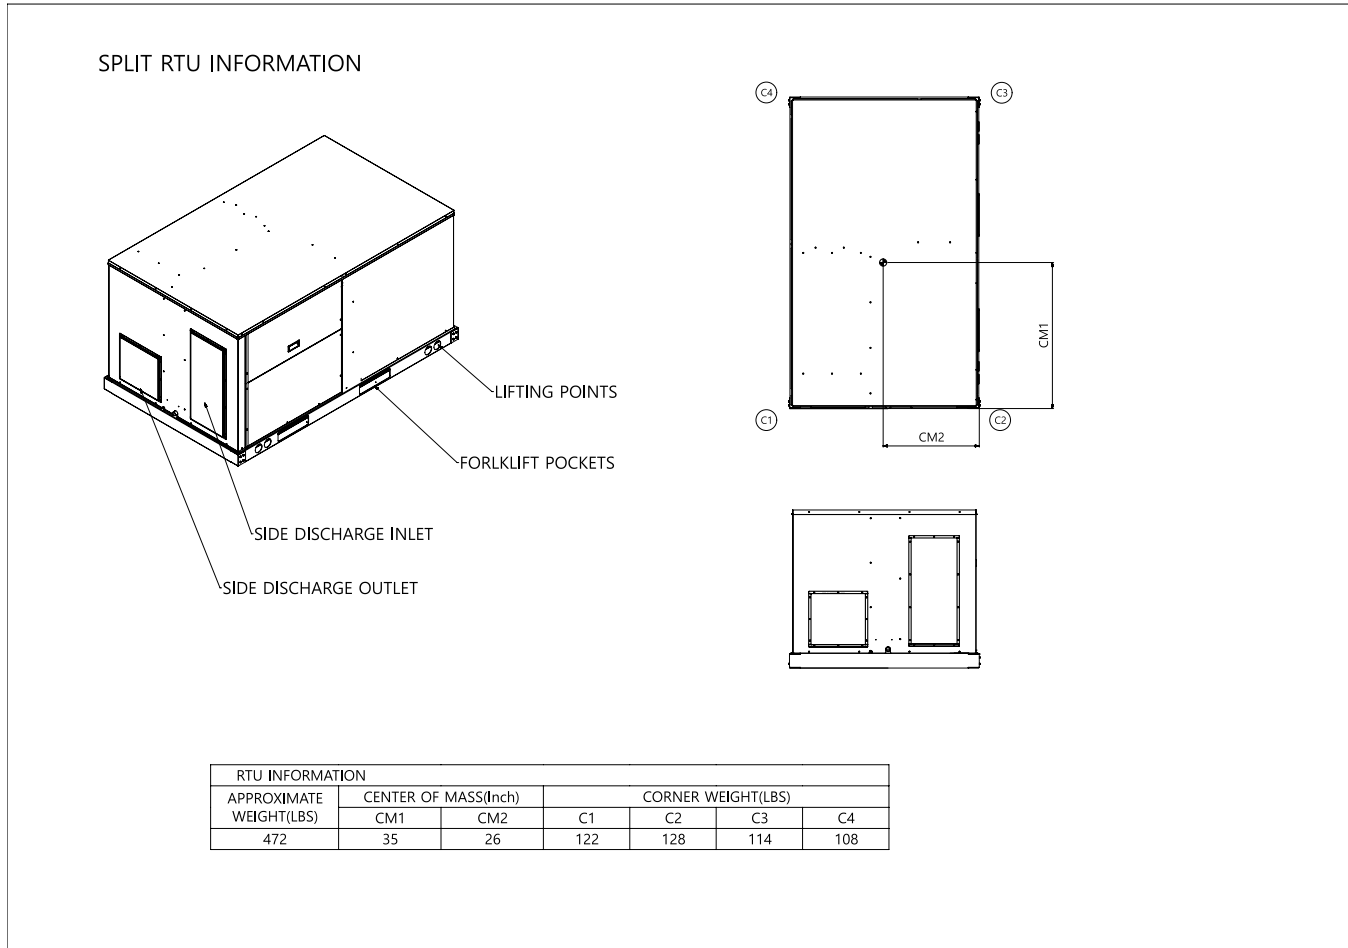 SPLIT RTU INFORMATION
C4
C3
LIFTING POINTS
FORLKLIFT POCKETS
SIDE DISCHARGE INLET
SIDE DISCHARGE OUTLET
CM1
C1
C2
CM2
RTU INFORMATION
APPROXIMATE WEIGHT(LBS) CENTER OF MASS(Inch) CORNER WEIGHT(LBS)
CM1 CM2 C1 C2 C3 C4
472 35 26 122 128 114 108